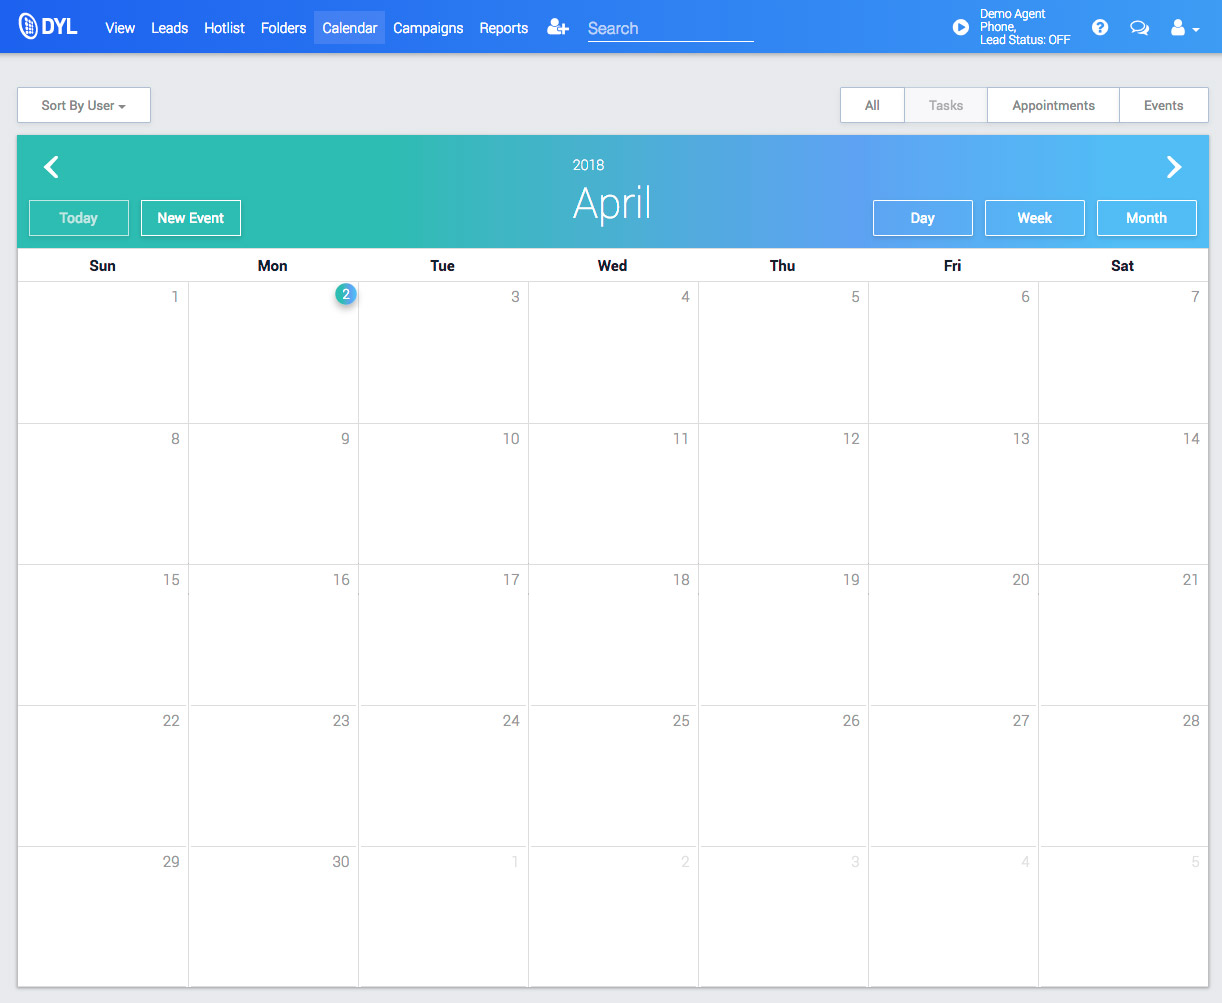 DYL View Leads Hotlist Folders Calendar Campaigns Reports Search
Demo Agent
Phone,
Lead Status: OFF
Sort By User All Tasks Appointments Events
2018
April
Today New Event Day Week Month
Sun Mon Tue Wed Thu Fri Sat
1 2 3 4 5 6 7
8 9 10 11 12 13 14
15 16 17 18 19 20 21
22 23 24 25 26 27 28
29 30 1 2 3 4 5